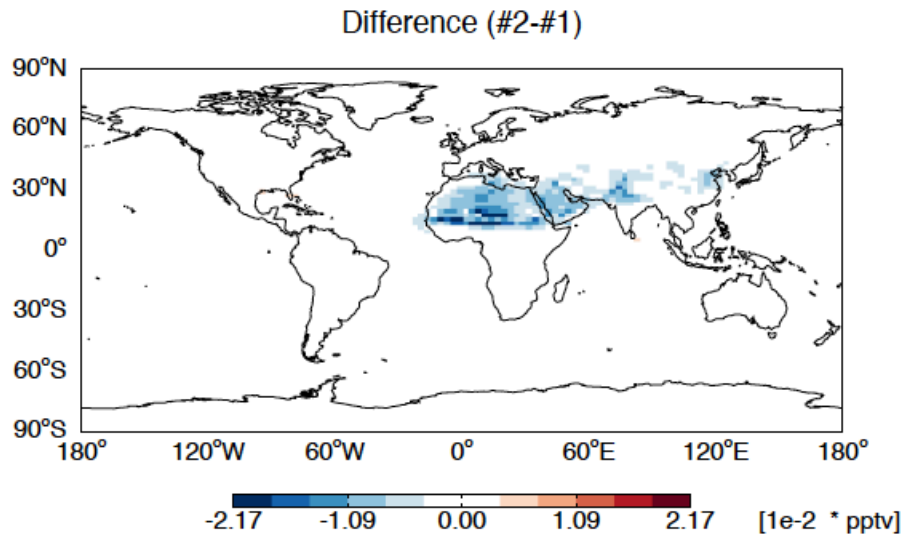 Difference (#2-#1)
90°N
60°N
30°N
0°
30°S
60°S
90°S
180° 120°W 60°W 0° 60°E 120°E 180°
-2.17 -1.09 0.00 1.09 2.17 [1e-2 * pptv]